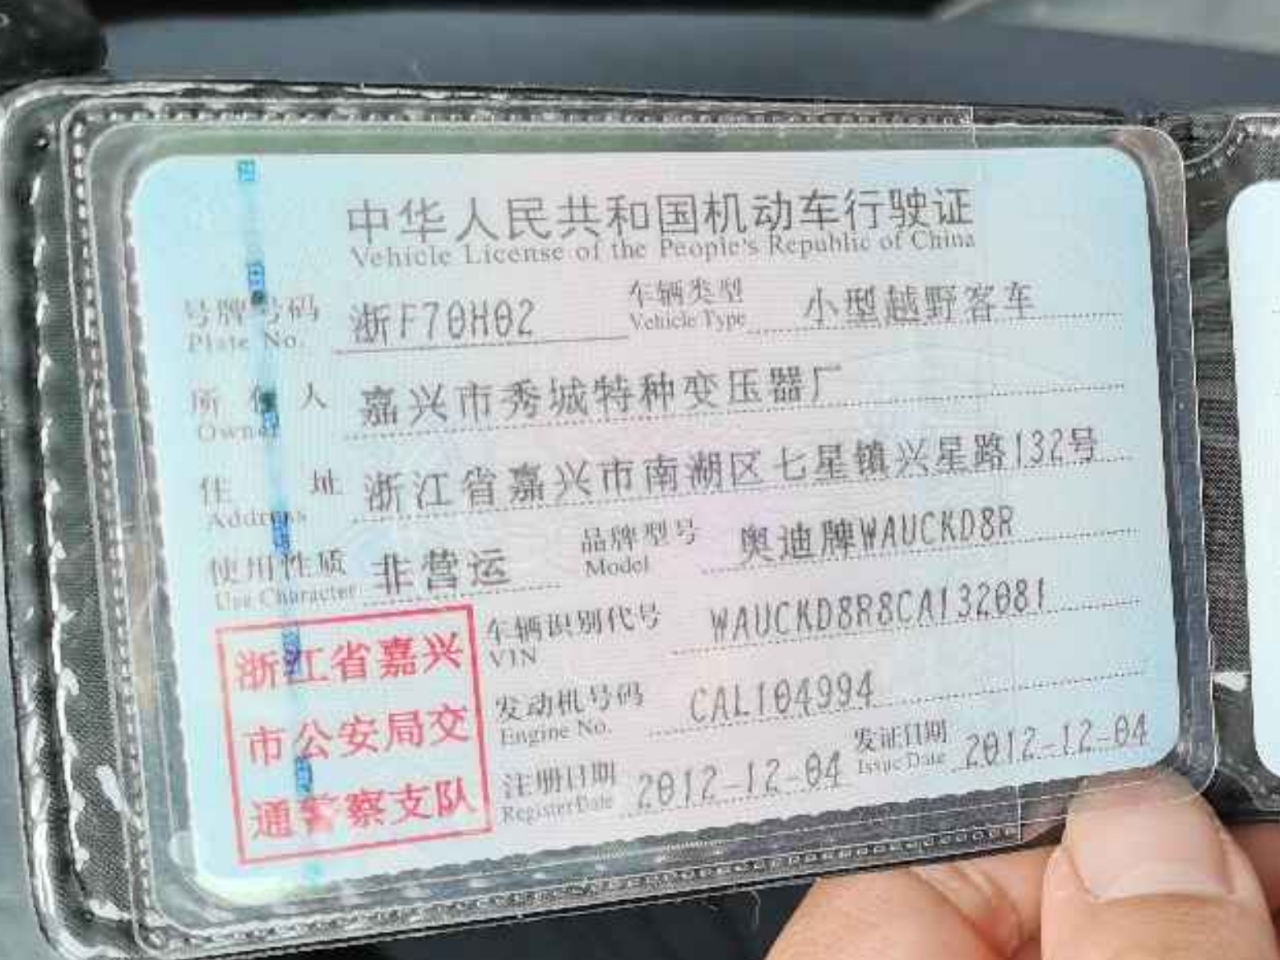 中华人民共和国机动车行驶证
Vehicle License of the People's Republic of China
号牌号码 浙F70H02 车辆类型 小型越野客车
Plate No. Vehicle Type
所有人 嘉兴市秀城特种变压器厂
Owner
住址 浙江省嘉兴市南湖区七星镇兴星路132号
Address
使用性质 非营运 品牌型号 奥迪牌WAUCKD8R
Use Character Model
车辆识别代号 WAUCKD8R8CA132081
VIN
发动机号码 CAL104994
Engine No.
注册日期 2012-12-04 发证日期 2012-12-04
Register Date Issue Date
浙江省嘉兴
市公安局交
通警察支队